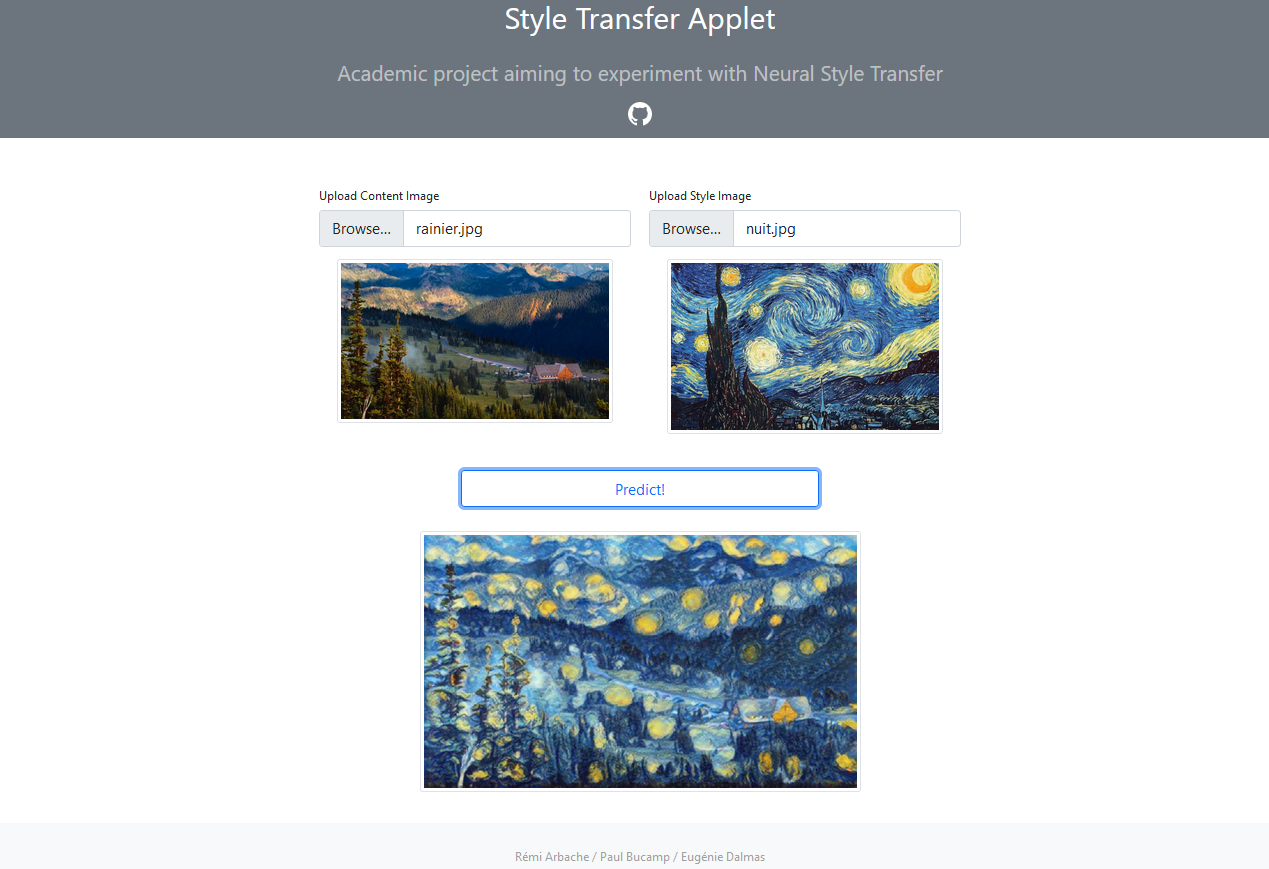 Style Transfer Applet
Academic project aiming to experiment with Neural Style Transfer
Upload Content Image
Upload Style Image
Browse... rainier.jpg
Browse... nuit.jpg
Predict!
Rémi Arbache / Paul Bucamp / Eugénie Dalmas